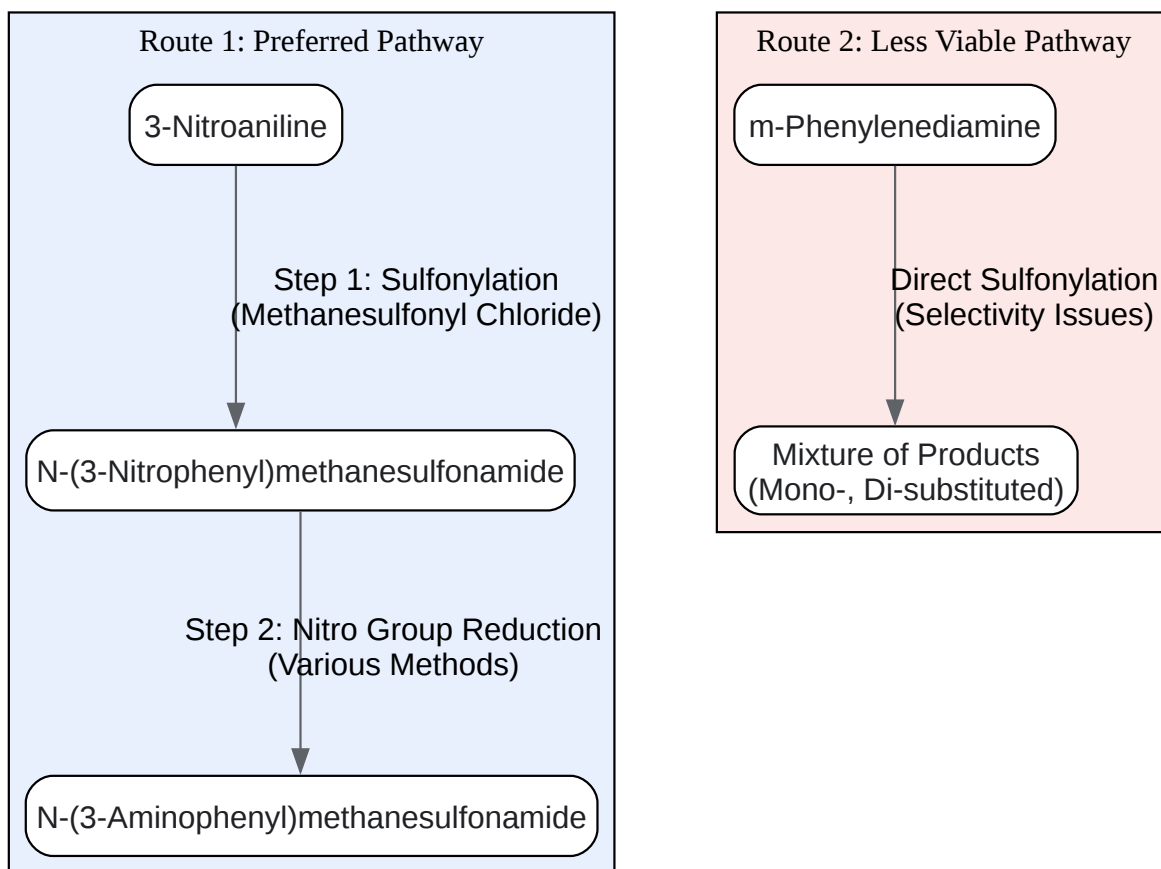 Route 1: Preferred Pathway
3-Nitroaniline
Step 1: Sulfonylation
(Methanesulfonyl Chloride)
N-(3-Nitrophenyl)methanesulfonamide
Step 2: Nitro Group Reduction
(Various Methods)
N-(3-Aminophenyl)methanesulfonamide
Route 2: Less Viable Pathway
m-Phenylenediamine
Direct Sulfonylation
(Selectivity Issues)
Mixture of Products
(Mono-, Di-substituted)